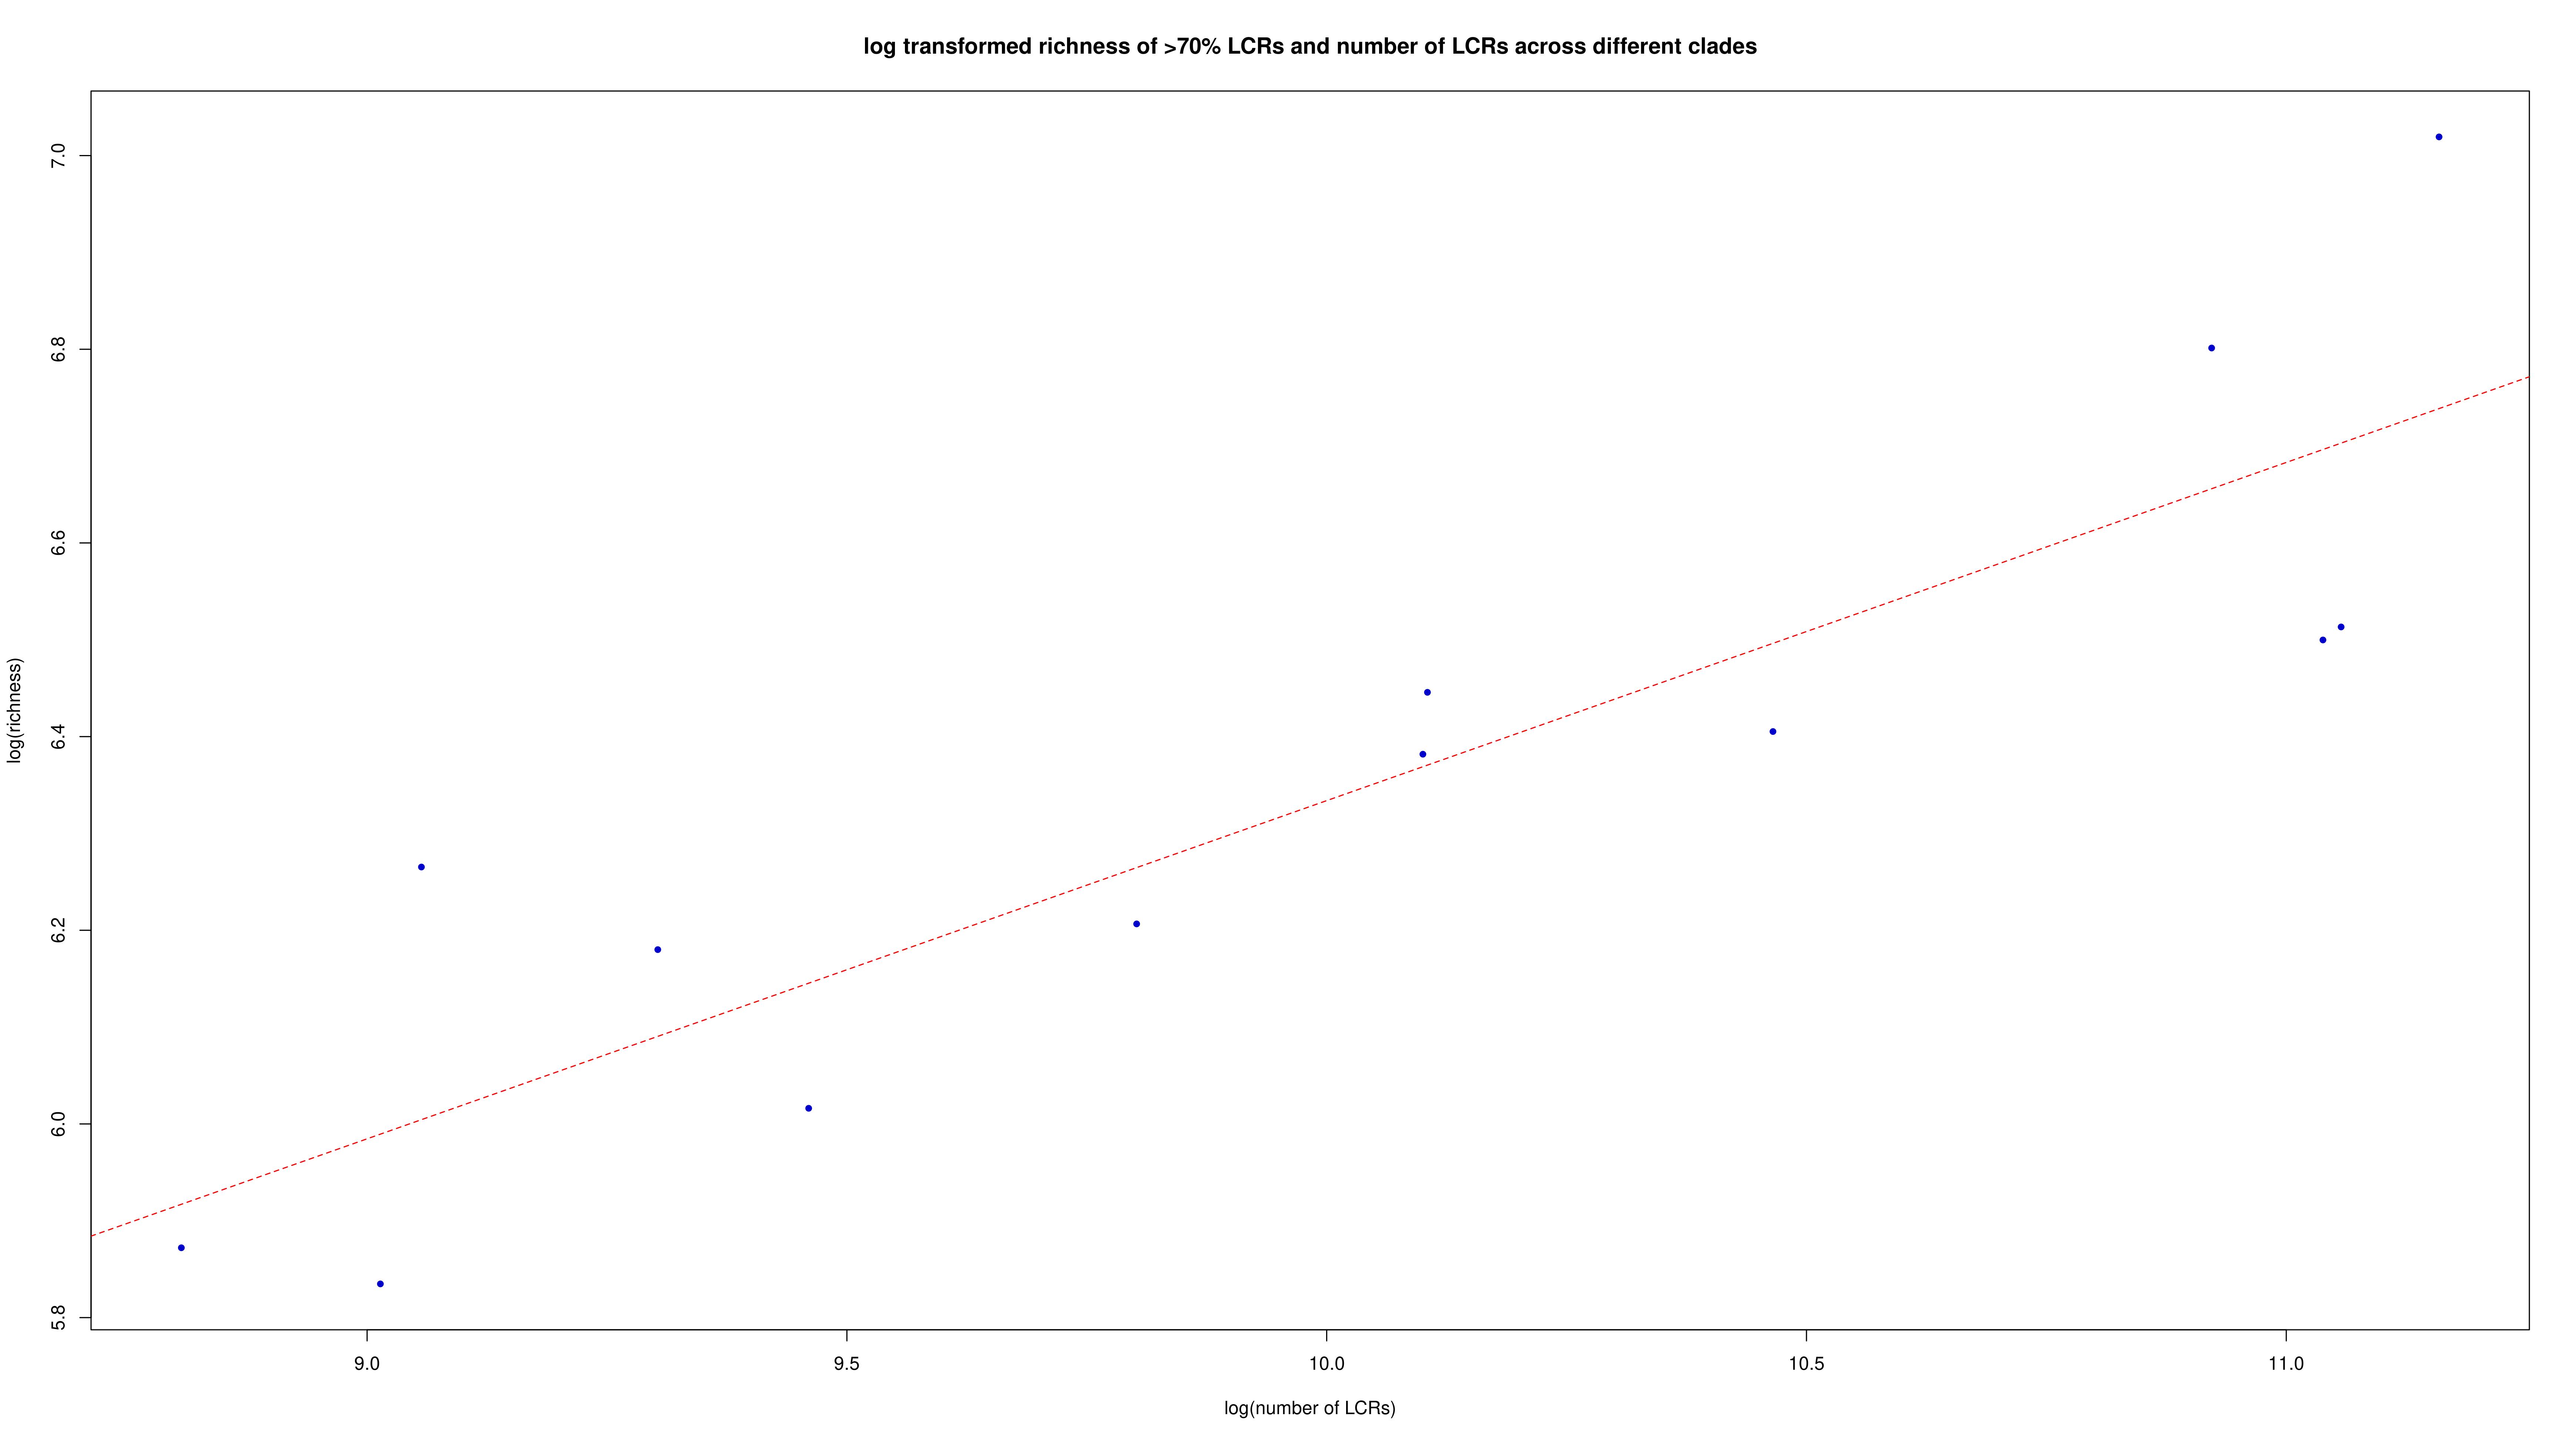 log transformed richness of >70% LCRs and number of LCRs across different clades
log(richness)
7.0
6.8
6.6
6.4
6.2
6.0
5.8
9.0 9.5 10.0 10.5 11.0
log(number of LCRs)